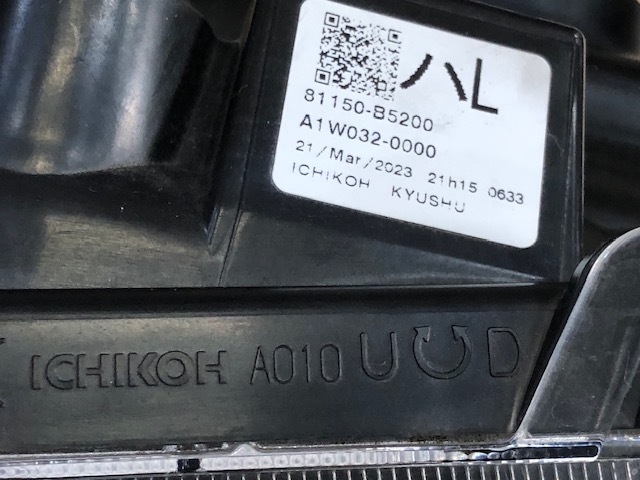 ハL
81150-B5200
A1W032-0000
21/Mar/2023 21h15 0633
ICHIKOH KYUSHU
ICHIKOH A010 U D